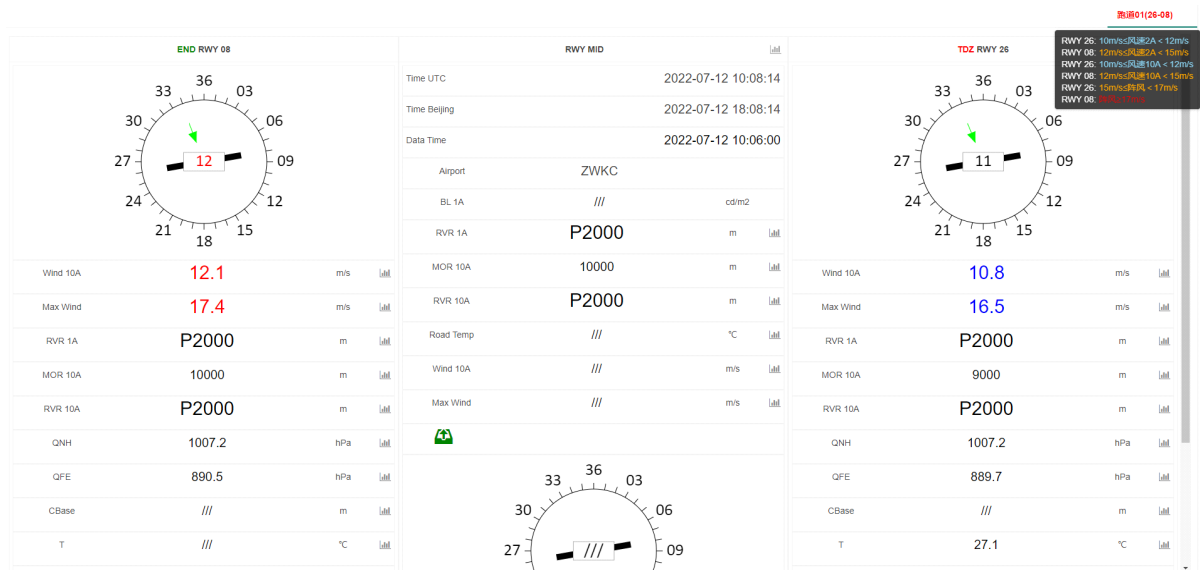 跑道01(26-08)
RWY 26: 10m/s≤风速2A < 12m/s
RWY 08: 12m/s≤风速2A < 15m/s
RWY 26: 10m/s≤风速10A < 12m/s
RWY 08: 12m/s≤风速10A < 15m/s
RWY 26: 15m/s≤阵风 < 17m/s
RWY 08:
END RWY 08
36
33 03
30 06
27 12 09
24 12
21 15
18
Wind 10A 12.1 m/s
Max Wind 17.4 m/s
RVR 1A P2000 m
MOR 10A 10000 m
RVR 10A P2000 m
QNH 1007.2 hPa
QFE 890.5 hPa
CBase /// m
T /// ℃
RWY MID
Time UTC 2022-07-12 10:08:14
Time Beijing 2022-07-12 18:08:14
Data Time 2022-07-12 10:06:00
Airport ZWKC
BL 1A /// cd/m2
RVR 1A P2000 m
MOR 10A 10000 m
RVR 10A P2000 m
Road Temp /// ℃
Wind 10A /// m/s
Max Wind /// m/s
36
33 03
30 06
27 /// 09
TDZ RWY 26
36
33 03
30 06
27 11 09
24 12
21 15
18
Wind 10A 10.8 m/s
Max Wind 16.5 m/s
RVR 1A P2000 m
MOR 10A 9000 m
RVR 10A P2000 m
QNH 1007.2 hPa
QFE 889.7 hPa
CBase /// m
T 27.1 ℃